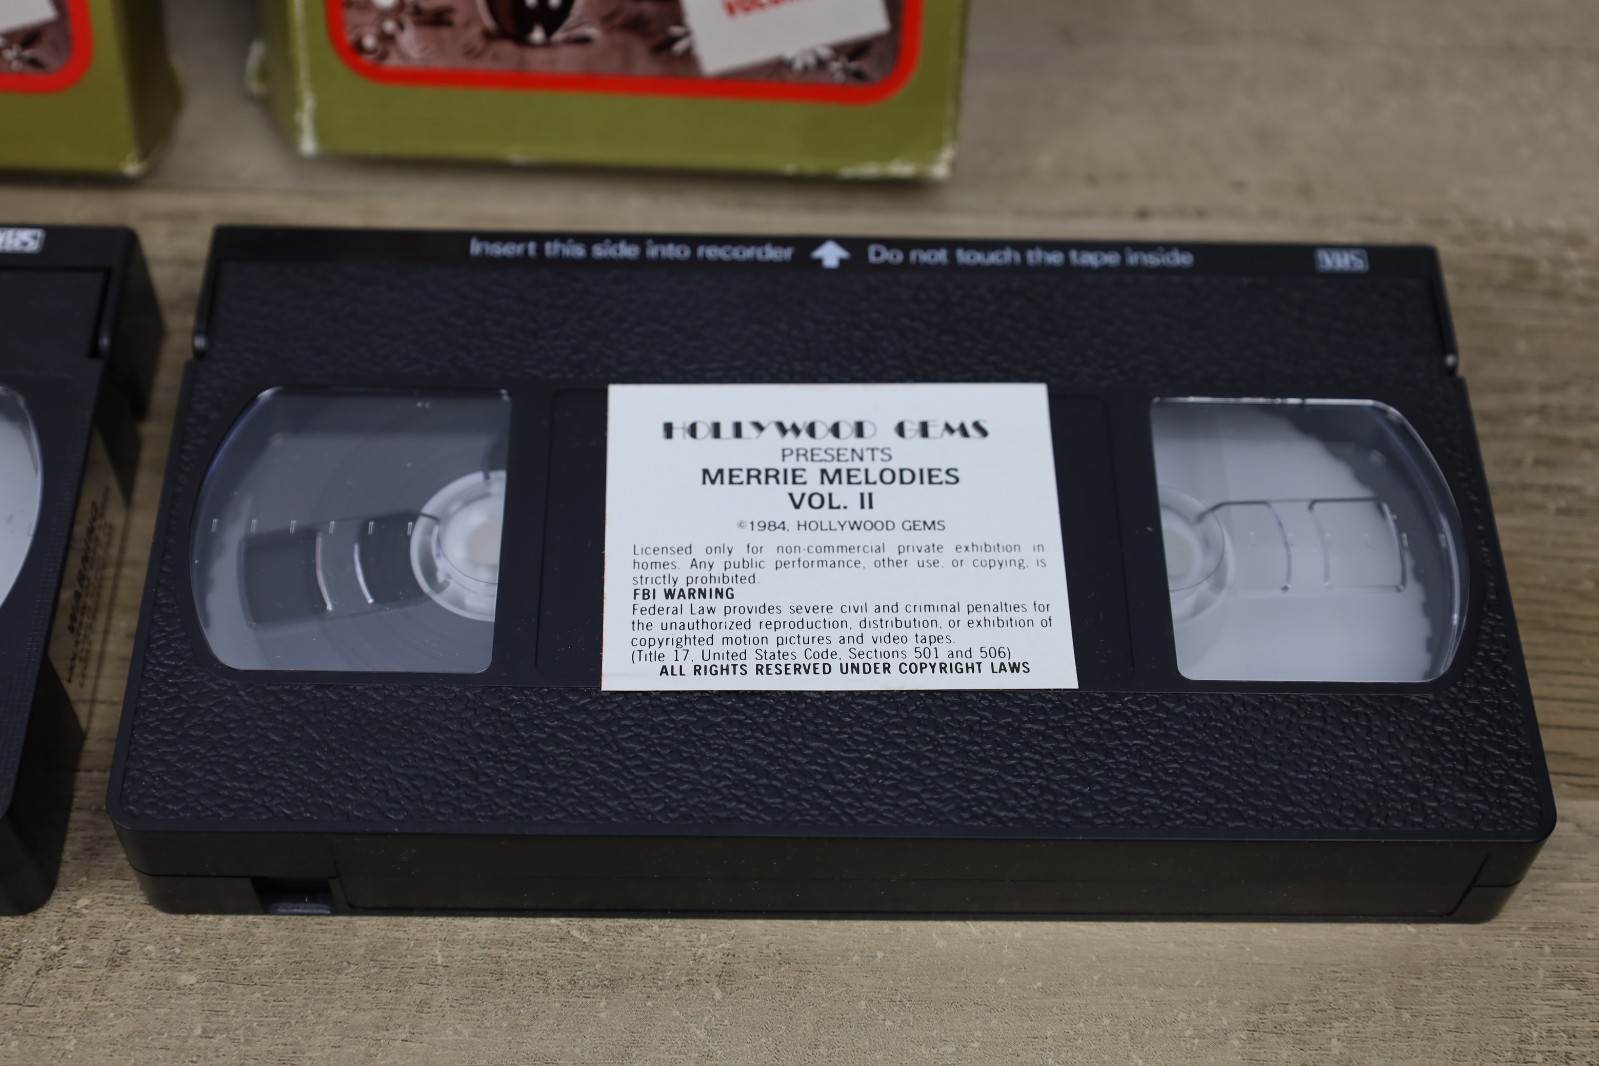 Insert this side into recorder Do not touch the tape inside VHS
VHS
HOLLYWOOD GEMS
PRESENTS
MERRIE MELODIES
VOL. II
©1984, HOLLYWOOD GEMS
Licensed only for non-commercial private exhibition in
homes. Any public performance, other use, or copying, is
strictly prohibited.
FBI WARNING
Federal Law provides severe civil and criminal penalties for
the unauthorized reproduction, distribution, or exhibition of
copyrighted motion pictures and video tapes.
(Title 17, United States Code, Sections 501 and 506)
ALL RIGHTS RESERVED UNDER COPYRIGHT LAWS
WARNING